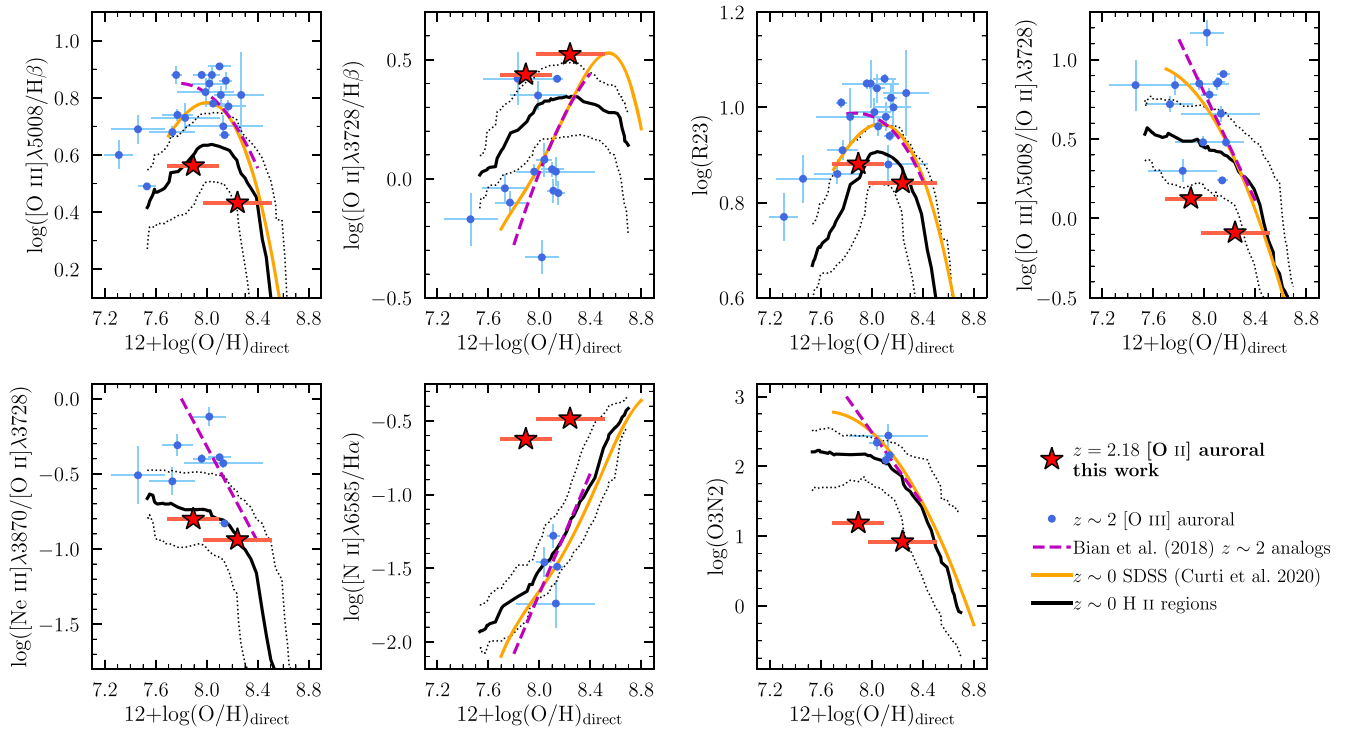 1.0
0.8
0.6
0.4
0.2
7.2 7.6 8.0 8.4 8.8
log([O III]λ5008/Hβ)
12+log(O/H)direct
0.5
0.0
−0.5
7.2 7.6 8.0 8.4 8.8
log([O II]λ3728/Hβ)
12+log(O/H)direct
1.2
1.0
0.8
0.6
7.2 7.6 8.0 8.4 8.8
log(R23)
12+log(O/H)direct
1.0
0.5
0.0
−0.5
7.2 7.6 8.0 8.4 8.8
log([O III]λ5008/[O II]λ3728)
12+log(O/H)direct
0.0
−0.5
−1.0
−1.5
7.2 7.6 8.0 8.4 8.8
log([Ne III]λ3870/[O II]λ3728)
12+log(O/H)direct
−0.5
−1.0
−1.5
−2.0
7.2 7.6 8.0 8.4 8.8
log([N II]λ6585/Hα)
12+log(O/H)direct
3
2
1
0
7.2 7.6 8.0 8.4 8.8
log(O3N2)
12+log(O/H)direct
z = 2.18 [O II] auroral
this work
z ∼ 2 [O III] auroral
Bian et al. (2018) z ∼ 2 analogs
z ∼ 0 SDSS (Curti et al. 2020)
z ∼ 0 H II regions